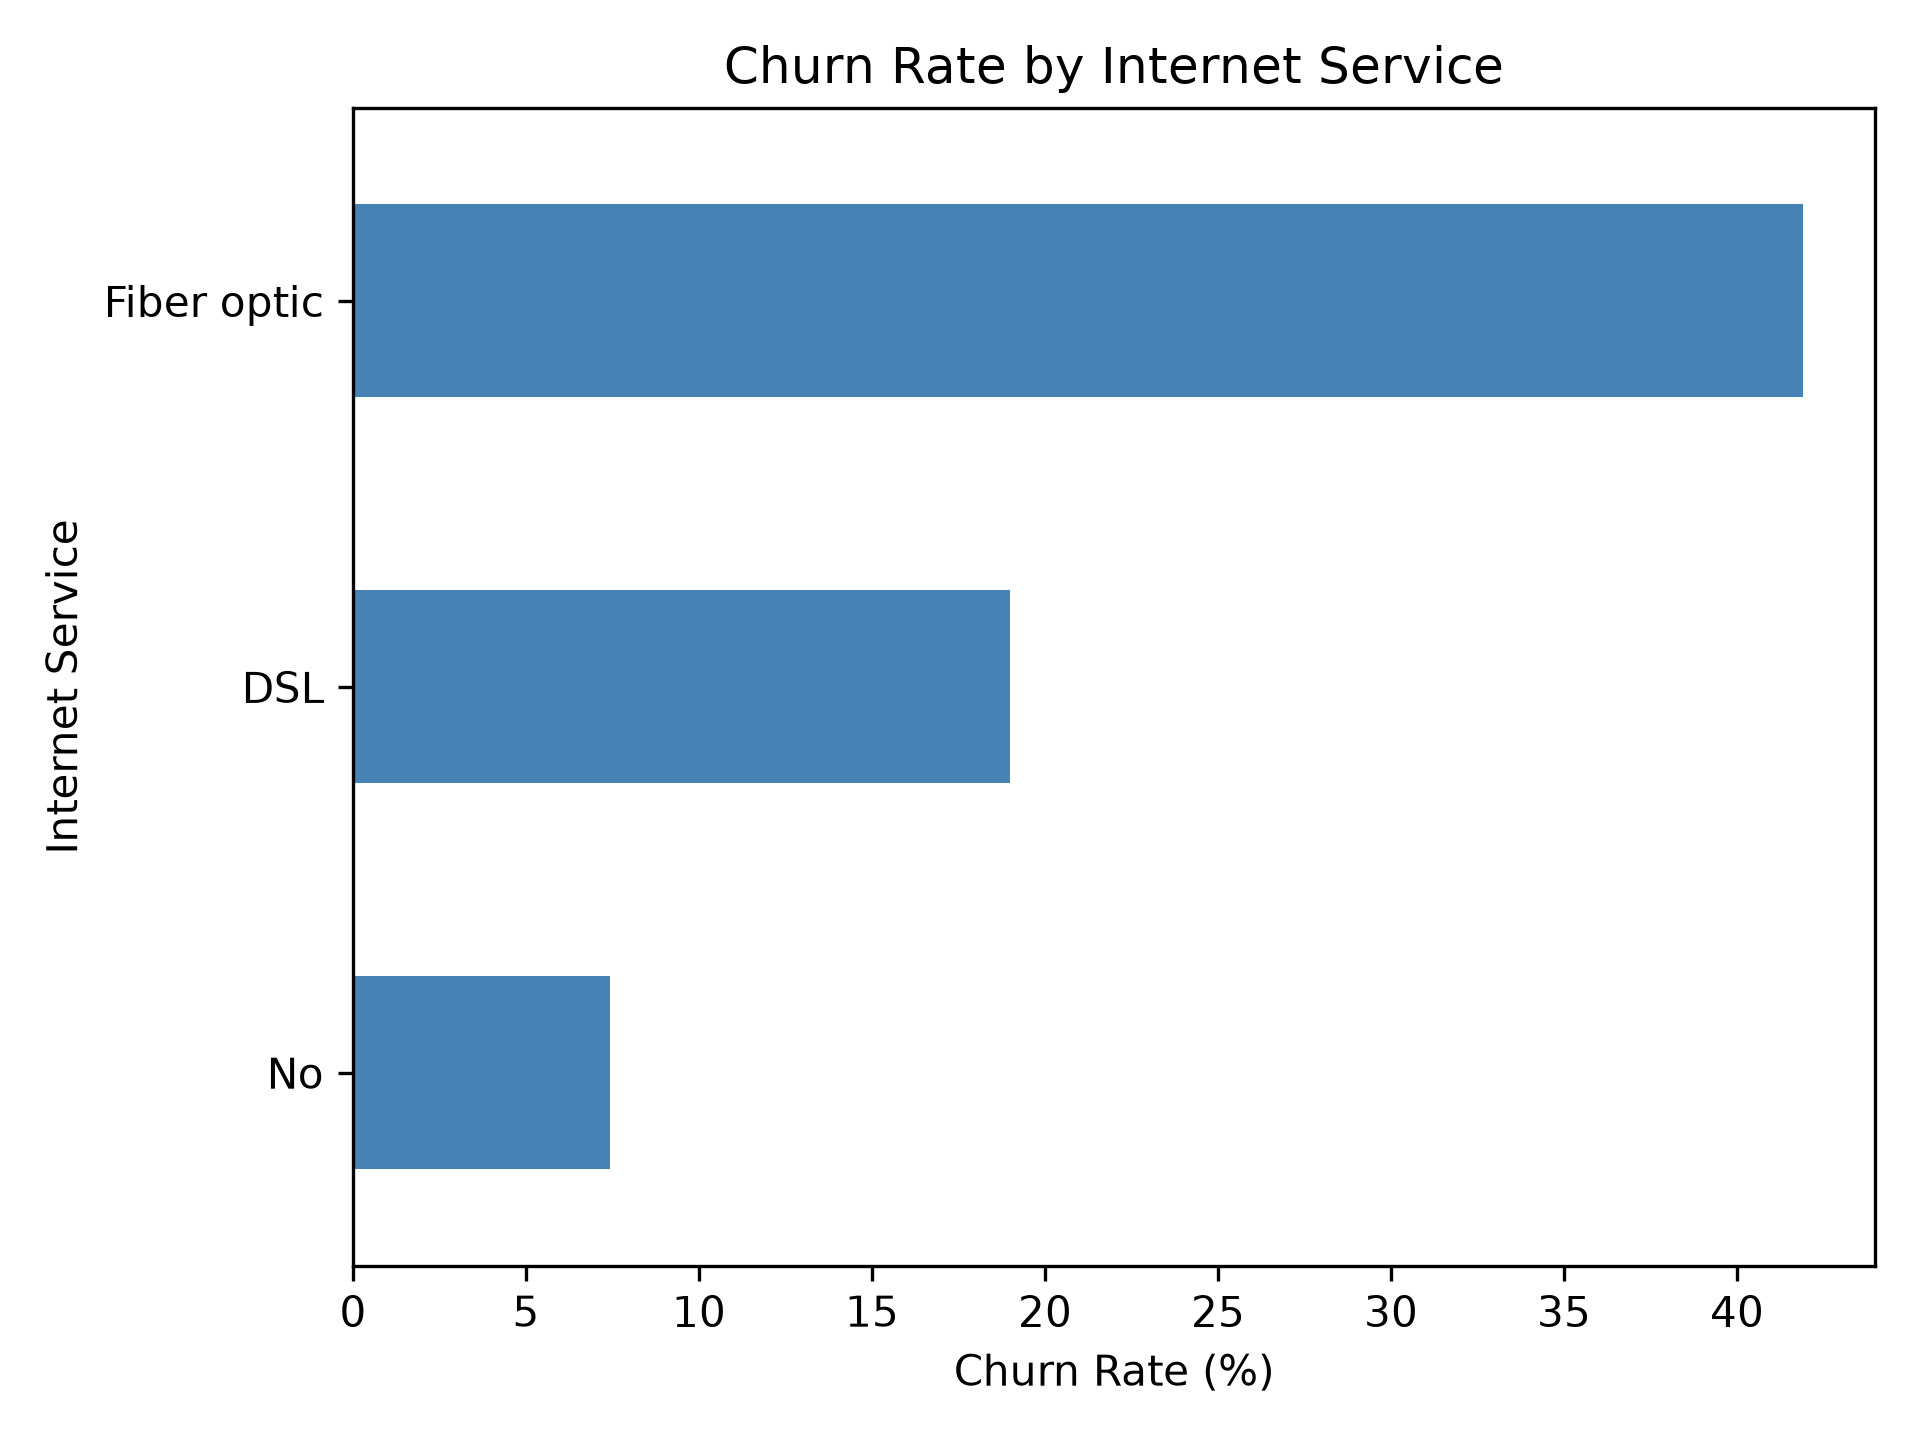 Churn Rate by Internet Service
Fiber optic
DSL
No
Internet Service
0 5 10 15 20 25 30 35 40
Churn Rate (%)